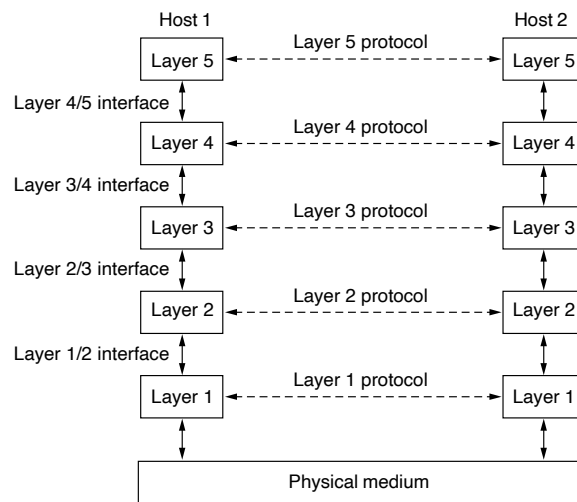 Host 1
Host 2
Layer 5
Layer 5 protocol
Layer 5
Layer 4/5 interface
Layer 4
Layer 4 protocol
Layer 4
Layer 3/4 interface
Layer 3
Layer 3 protocol
Layer 3
Layer 2/3 interface
Layer 2
Layer 2 protocol
Layer 2
Layer 1/2 interface
Layer 1
Layer 1 protocol
Layer 1
Physical medium